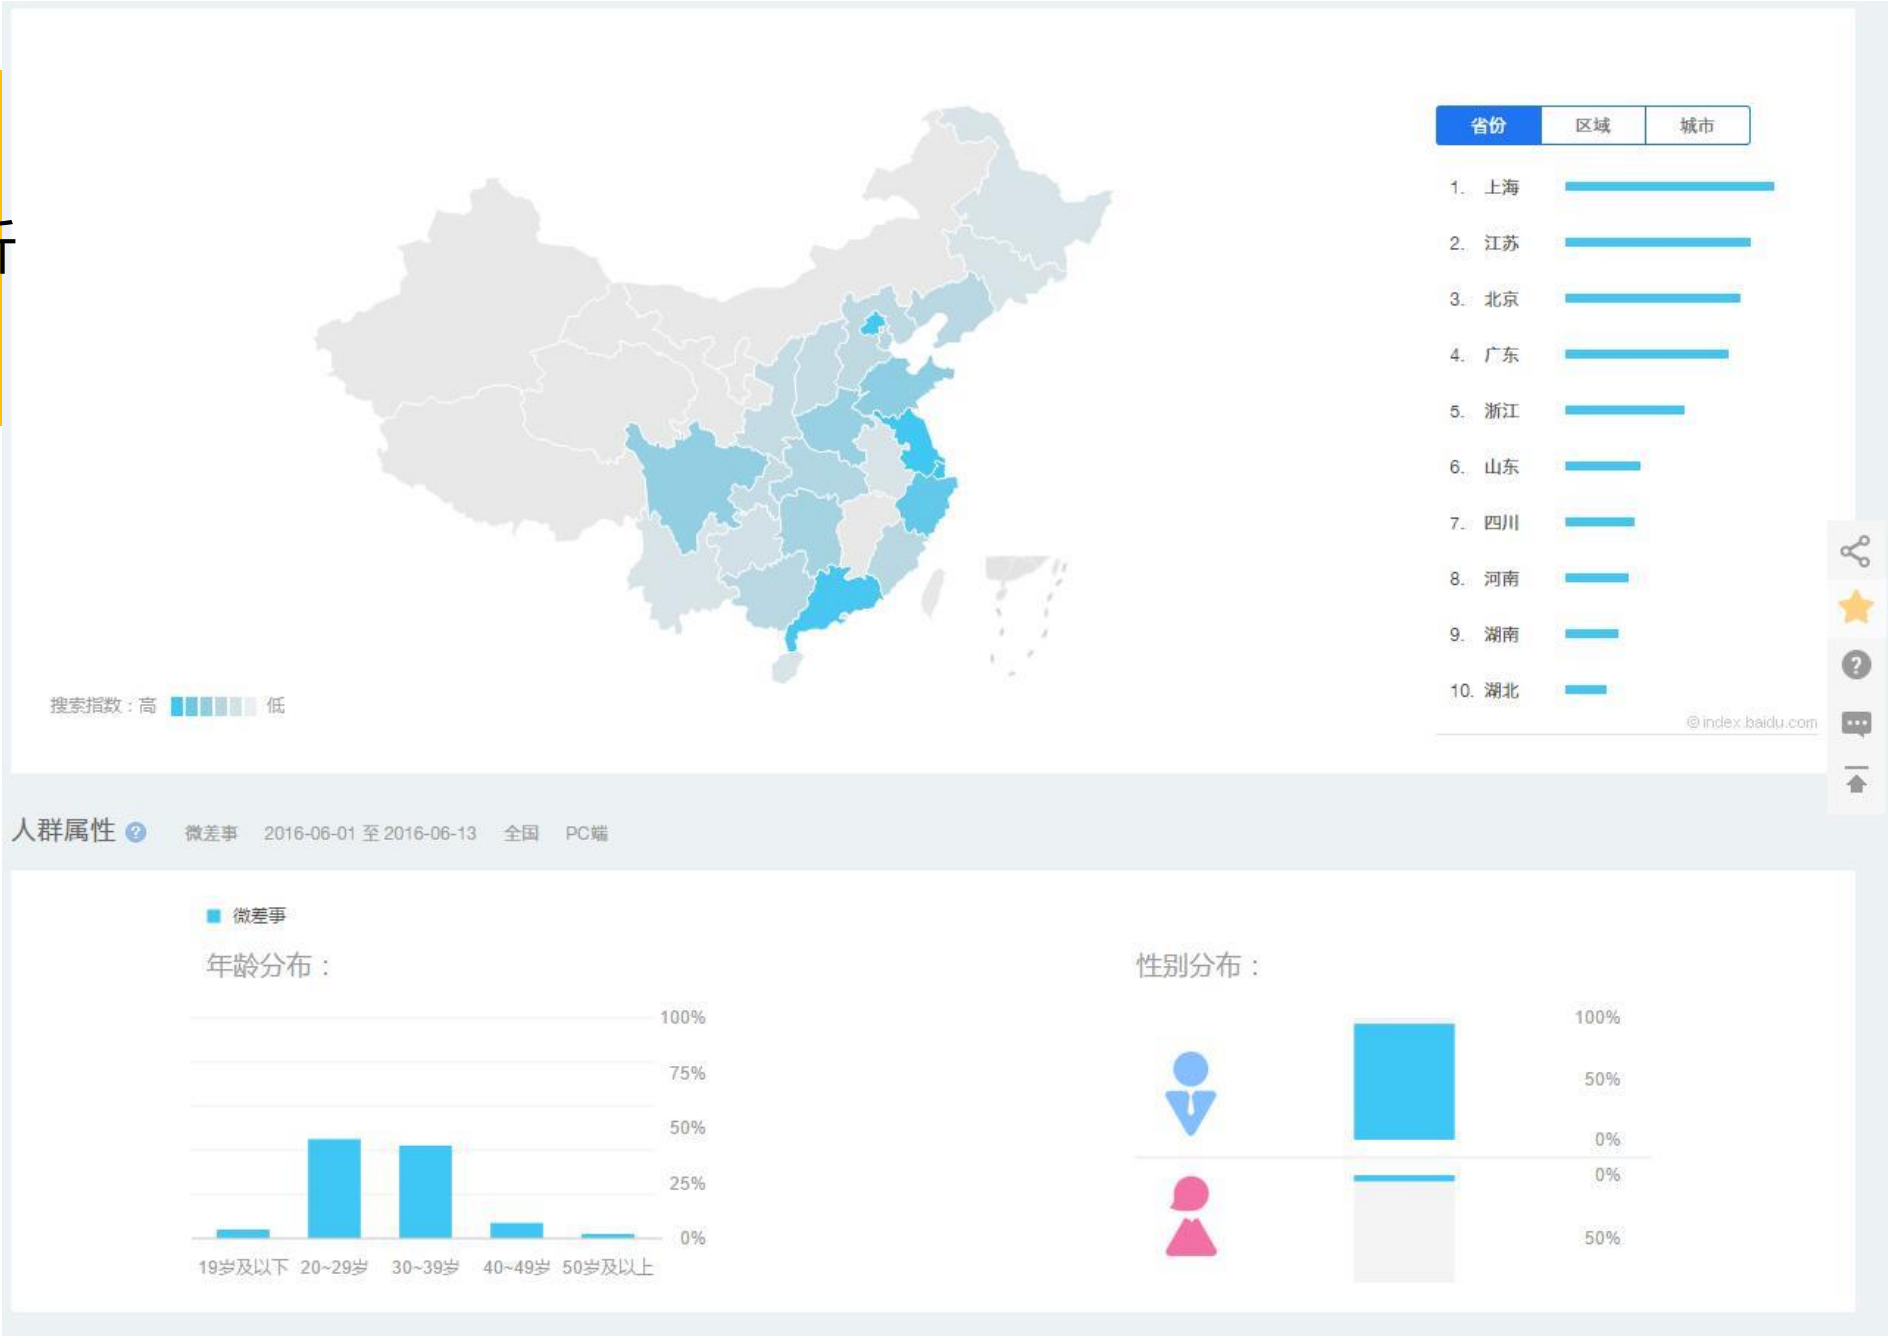 析
省份 区域 城市
1. 上海
2. 江苏
3. 北京
4. 广东
5. 浙江
6. 山东
7. 四川
8. 河南
9. 湖南
10. 湖北
搜索指数：高 低
©index.baidu.com
人群属性 ? 微差事 2016-06-01 至 2016-06-13 全国 PC端
微差事
年龄分布：
100%
75%
50%
25%
0%
19岁及以下 20~29岁 30~39岁 40~49岁 50岁及以上
性别分布：
100%
50%
0%
0%
50%